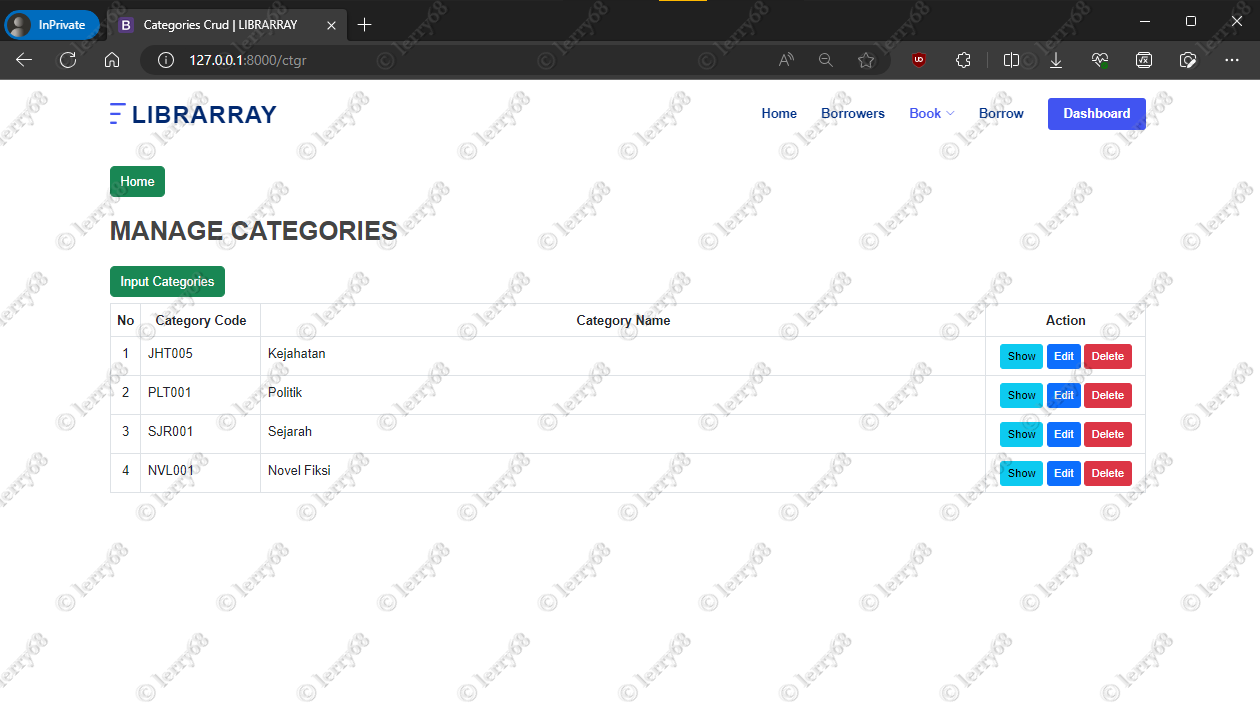 InPrivate
B Categories Crud | LIBRARRAY
127.0.0.1:8000/ctgr
LIBRARRAY
Home Borrowers Book Borrow Dashboard
Home
MANAGE CATEGORIES
Input Categories
No Category Code Category Name Action
1 JHT005 Kejahatan Show Edit Delete
2 PLT001 Politik Show Edit Delete
3 SJR001 Sejarah Show Edit Delete
4 NVL001 Novel Fiksi Show Edit Delete
© lerry68